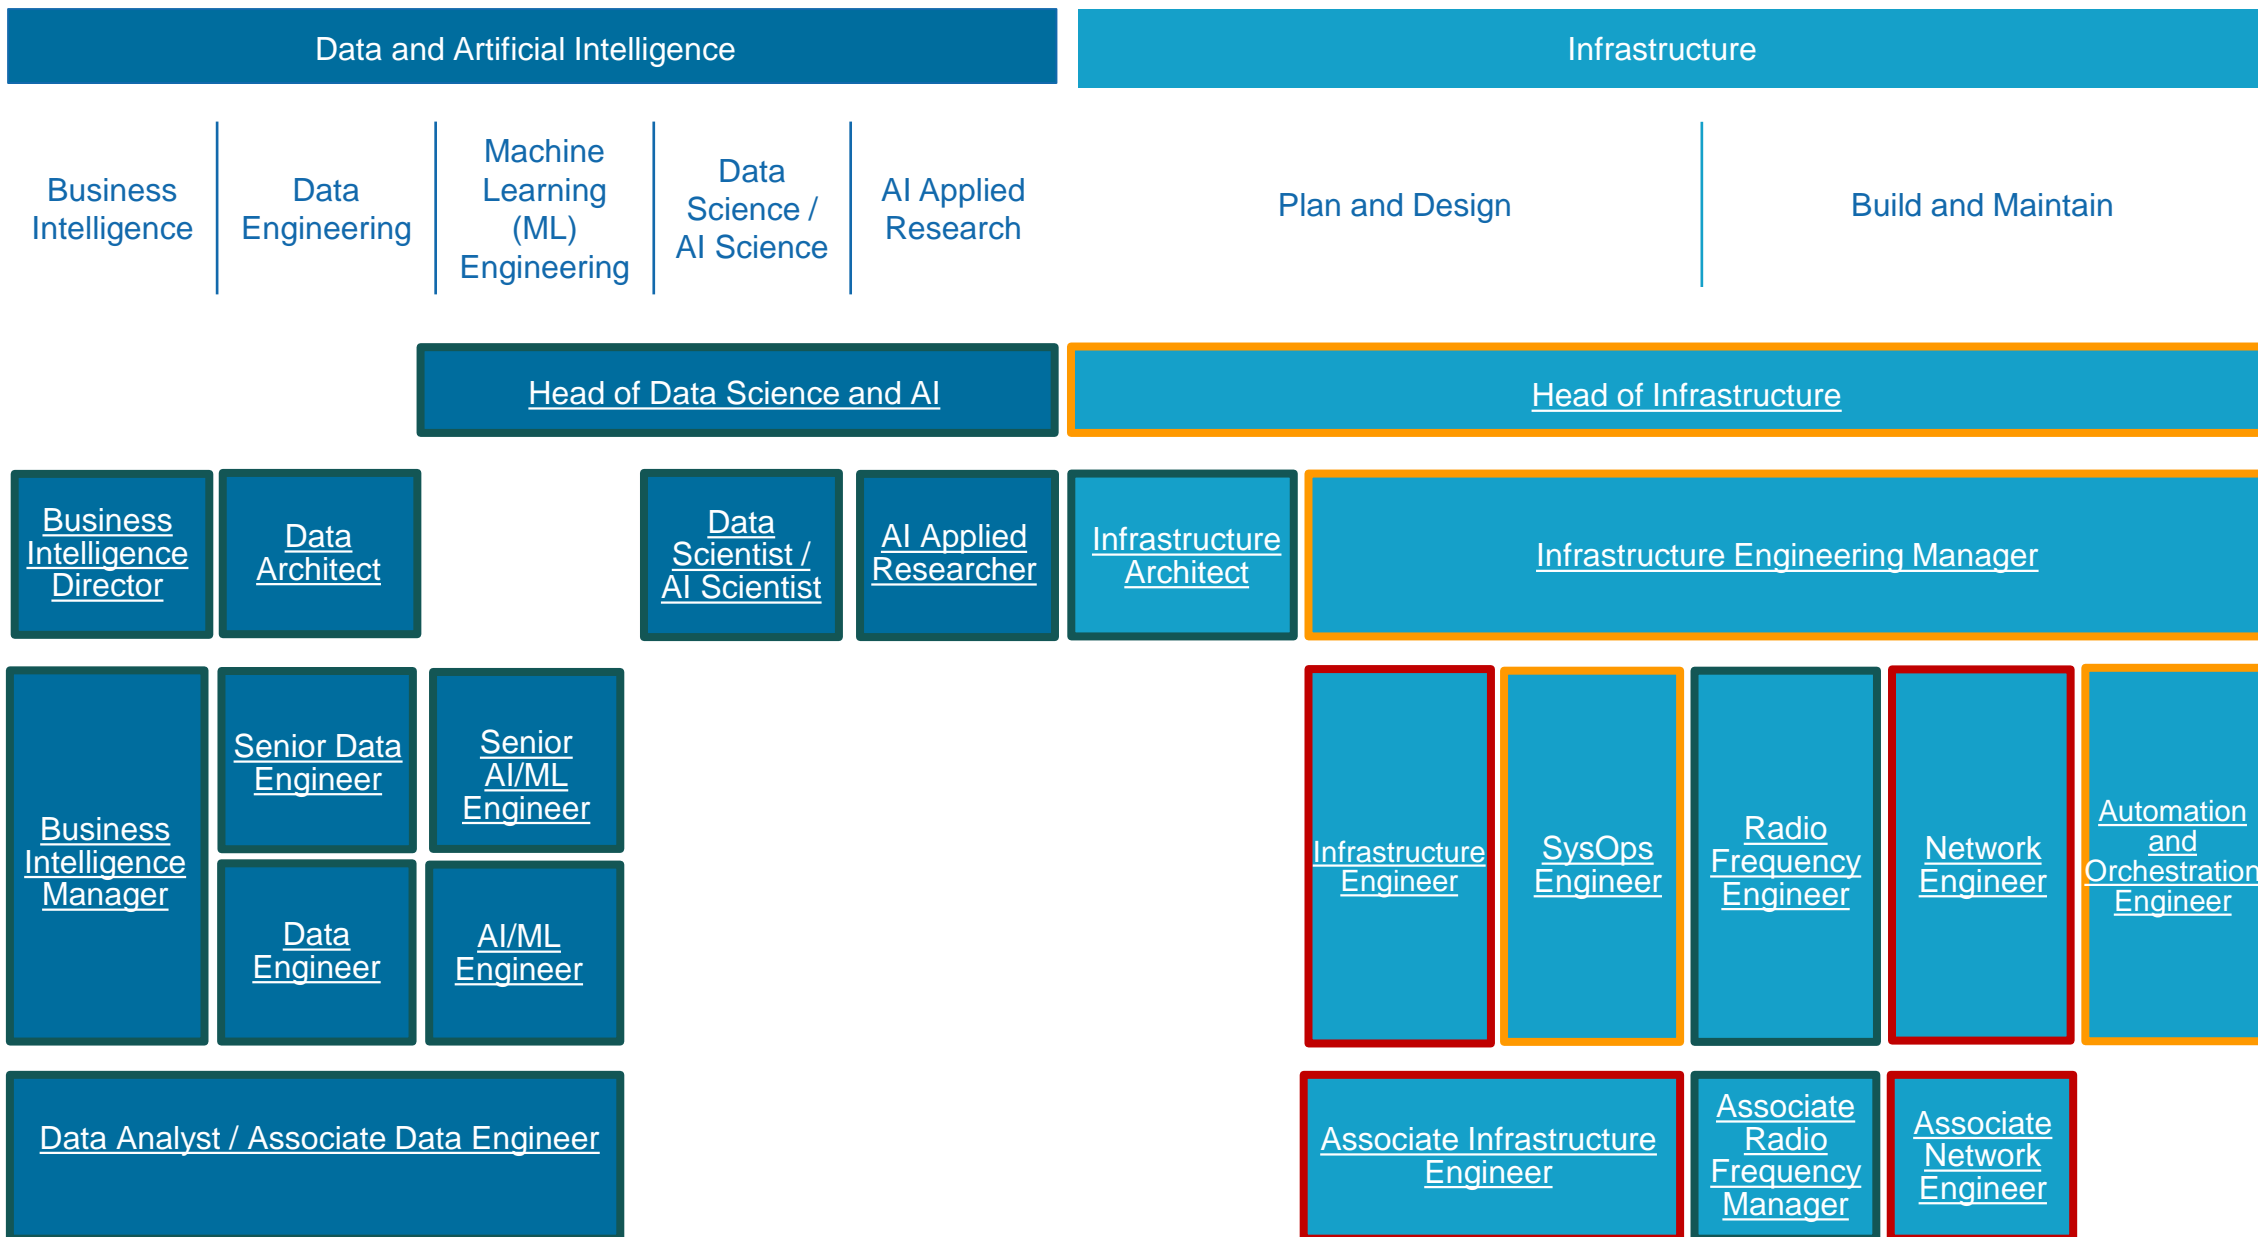 Data and Artificial Intelligence
Infrastructure
Business
Intelligence
Data
Engineering
Machine
Learning
(ML)
Engineering
Data
Science /
AI Science
AI Applied
Research
Plan and Design
Build and Maintain
Head of Data Science and AI
Head of Infrastructure
Business
Intelligence
Director
Data
Architect
Data
Scientist /
AI Scientist
AI Applied
Researcher
Infrastructure
Architect
Infrastructure Engineering Manager
Business
Intelligence
Manager
Senior Data
Engineer
Senior
AI/ML
Engineer
Data
Engineer
AI/ML
Engineer
Infrastructure
Engineer
SysOps
Engineer
Radio
Frequency
Engineer
Network
Engineer
Automation
and
Orchestration
Engineer
Data Analyst / Associate Data Engineer
Associate Infrastructure
Engineer
Associate
Radio
Frequency
Manager
Associate
Network
Engineer